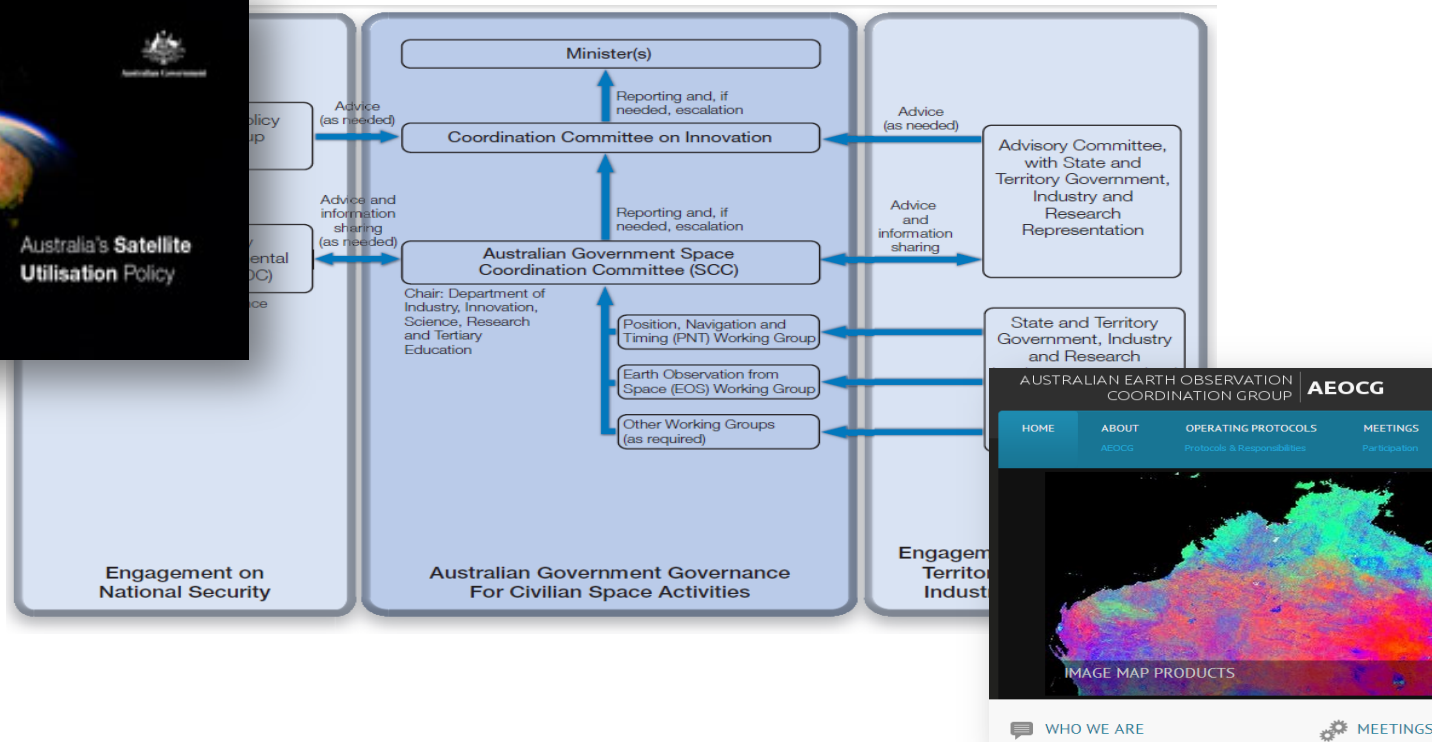 Australian Government
Australia's Satellite
Utilisation Policy
Advice
(as needed)
Advice and
information
sharing
(as needed)
Engagement on
National Security
Minister(s)
Reporting and, if
needed, escalation
Coordination Committee on Innovation
Reporting and, if
needed, escalation
Australian Government Space
Coordination Committee (SCC)
Chair: Department of
Industry, Innovation,
Science, Research
and Tertiary
Education
Position, Navigation and
Timing (PNT) Working Group
Earth Observation from
Space (EOS) Working Group
Other Working Groups
(as required)
Australian Government Governance
For Civilian Space Activities
Advice
(as needed)
Advisory Committee,
with State and
Territory Government,
Industry and
Research
Representation
Advice
and
information
sharing
State and Territory
Government, Industry
and Research
AUSTRALIAN EARTH OBSERVATION
COORDINATION GROUP
AEOCG
HOME ABOUT OPERATING PROTOCOLS MEETINGS
AEOCG Protocols & Responsibilities Participation
IMAGE MAP PRODUCTS
WHO WE ARE
MEETINGS